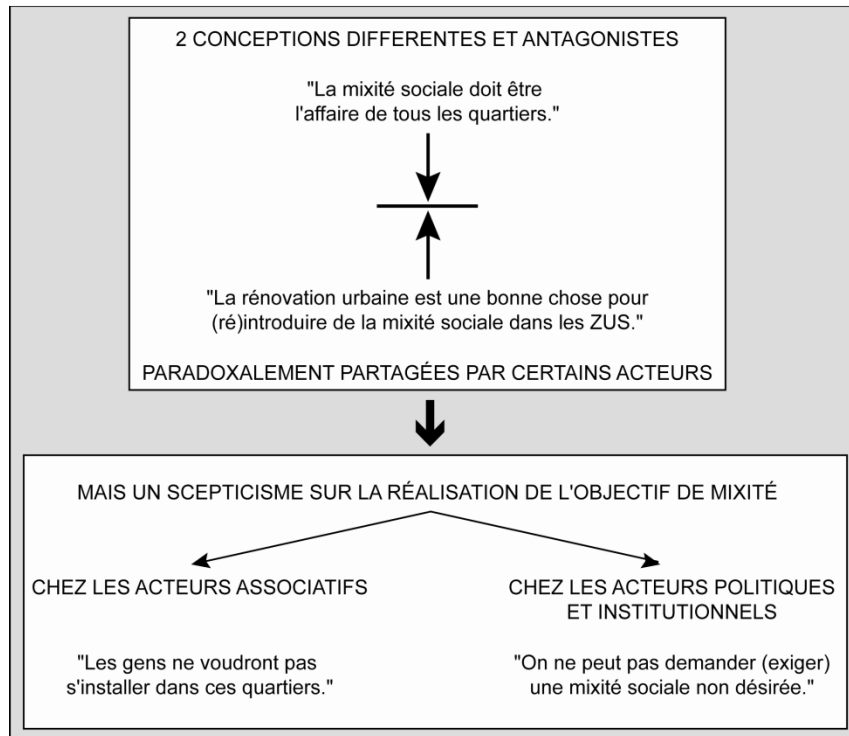 2 CONCEPTIONS DIFFERENTES ET ANTAGONISTES
"La mixité sociale doit être
l'affaire de tous les quartiers."
"La rénovation urbaine est une bonne chose pour
(ré)introduire de la mixité sociale dans les ZUS."
PARADOXALEMENT PARTAGÉES PAR CERTAINS ACTEURS
MAIS UN SCEPTICISME SUR LA RÉALISATION DE L'OBJECTIF DE MIXITÉ
CHEZ LES ACTEURS ASSOCIATIFS
"Les gens ne voudront pas
s'installer dans ces quartiers."
CHEZ LES ACTEURS POLITIQUES
ET INSTITUTIONNELS
"On ne peut pas demander (exiger)
une mixité sociale non désirée."